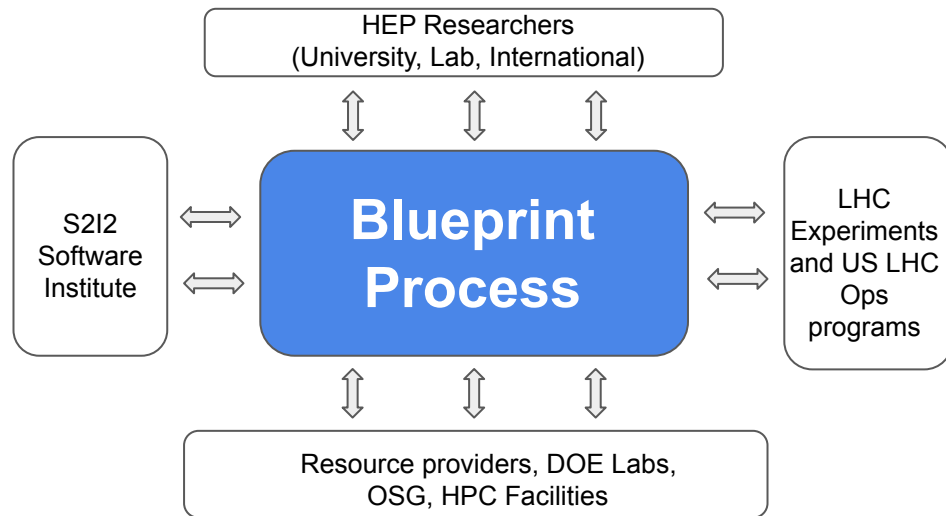 HEP Researchers
(University, Lab, International)
S2I2
Software
Institute
Blueprint
Process
LHC
Experiments
and US LHC
Ops
programs
Resource providers, DOE Labs,
OSG, HPC Facilities